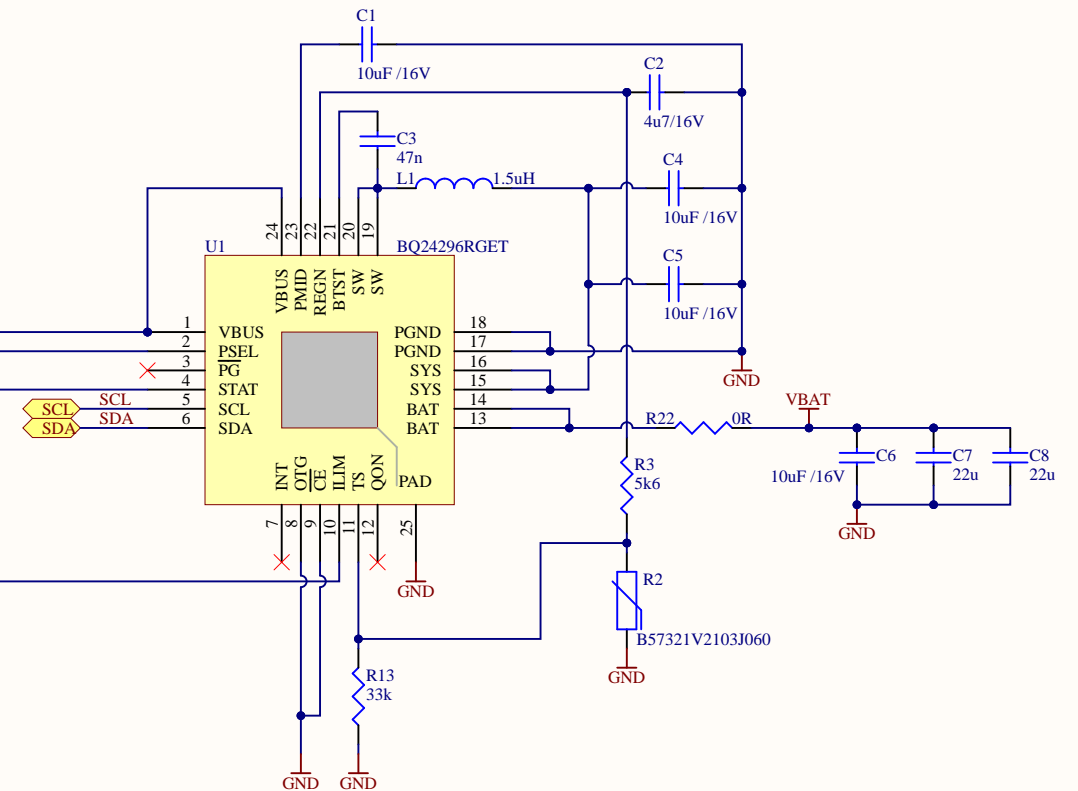 C1
10uF /16V
C2
4u7/16V
C3
47n
C4
L1
1.5uH
10uF /16V
U1
BQ24296RGET
C5
10uF /16V
24
23
22
21
20
19
VBUS
PMID
REGN
BTST
SW
SW
1
VBUS
2
PSEL
3
PG
4
STAT
5
SCL
6
SDA
SCL
SCL
SDA
SDA
PGND
18
PGND
17
SYS
16
SYS
15
BAT
14
BAT
13
GND
R22
0R
VBAT
C6
10uF /16V
C7
22u
C8
22u
GND
INT
OTG
CE
ILIM
TS
QON
PAD
7
8
9
10
11
12
25
GND
R3
5k6
R2
B57321V2103J060
GND
R13
33k
GND
GND